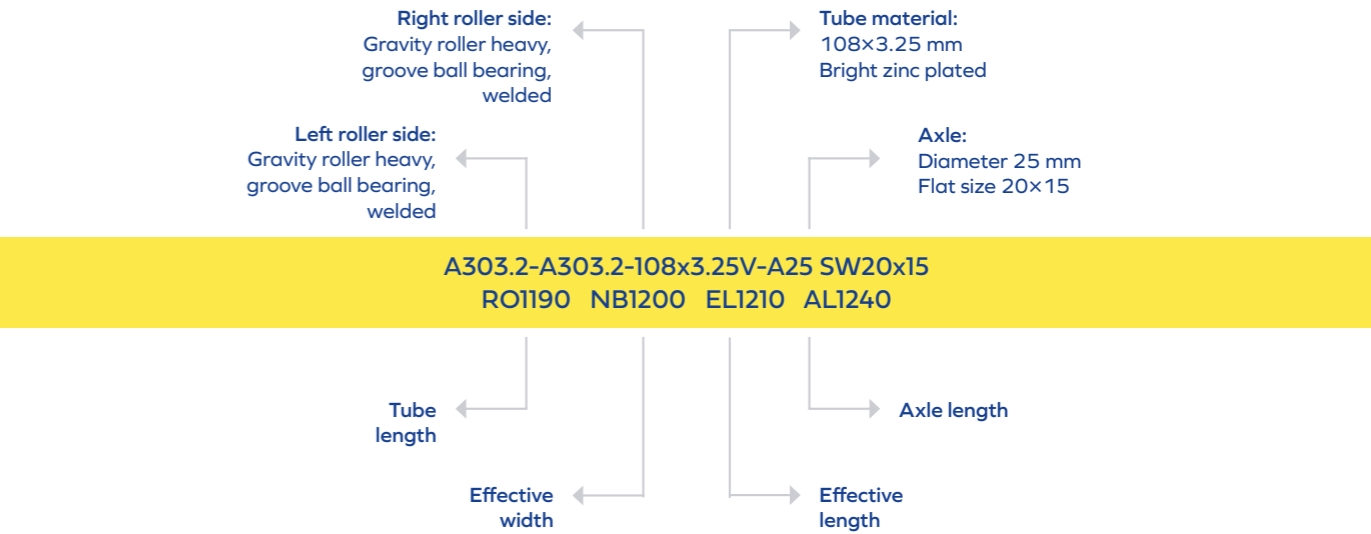 Right roller side:
Gravity roller heavy,
groove ball bearing,
welded
Tube material:
108×3.25 mm
Bright zinc plated
Left roller side:
Gravity roller heavy,
groove ball bearing,
welded
Axle:
Diameter 25 mm
Flat size 20×15
A303.2-A303.2-108x3.25V-A25 SW20x15
RO1190 NB1200 EL1210 AL1240
Tube
length
Axle length
Effective
width
Effective
length